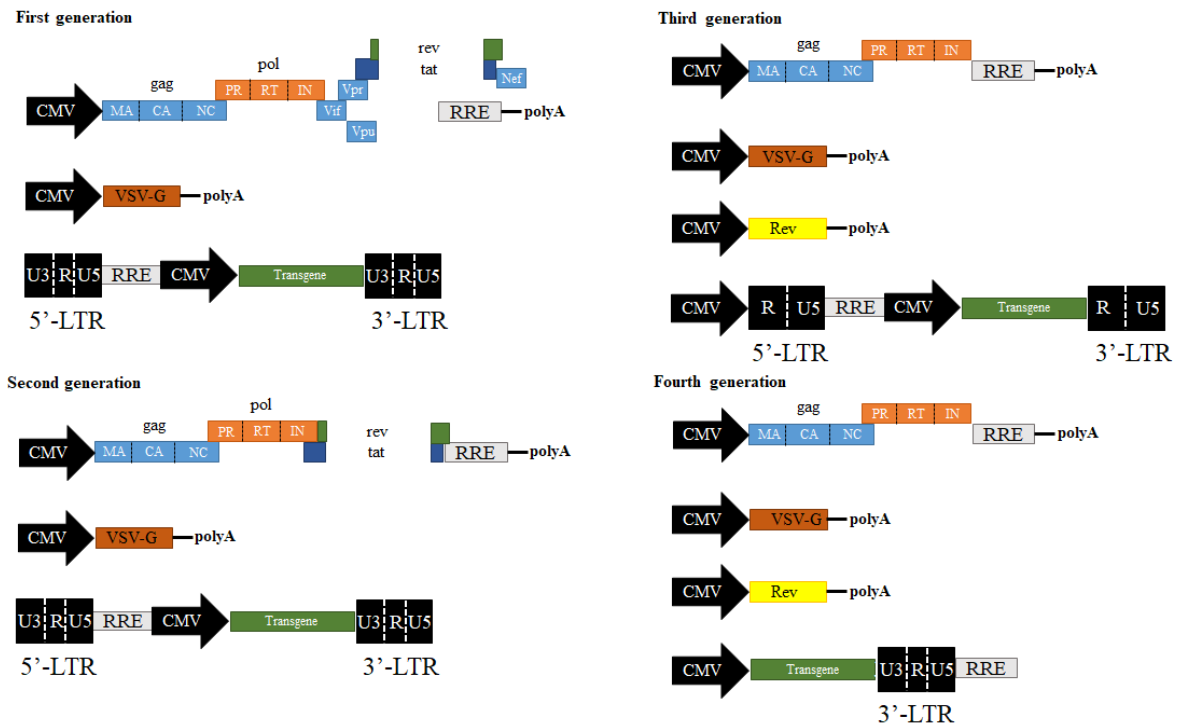 First generation
rev
tat
gag
pol
Nef
Vpr
CMV
MA CA NC
PR RT IN
Vif
Vpu
RRE
polyA
CMV
VSV-G
polyA
U3 R U5
RRE
CMV
Transgene
U3 R U5
5’-LTR
3’-LTR
Second generation
pol
gag
rev
tat
CMV
MA CA NC
PR RT IN
RRE
polyA
CMV
VSV-G
polyA
U3 R U5
RRE
CMV
Transgene
U3 R U5
5’-LTR
3’-LTR
Third generation
gag
PR RT IN
CMV
MA CA NC
RRE
polyA
CMV
VSV-G
polyA
CMV
Rev
polyA
CMV
R U5
RRE
CMV
Transgene
R U5
5’-LTR
3’-LTR
Fourth generation
gag
PR RT IN
CMV
MA CA NC
RRE
polyA
CMV
VSV-G
polyA
CMV
Rev
polyA
CMV
Transgene
U3 R U5
RRE
3’-LTR